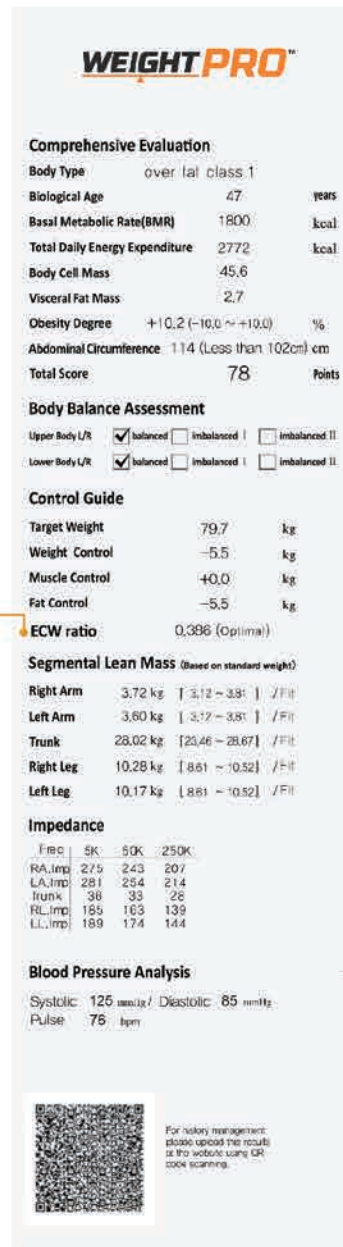 WEIGHTPRO™
Comprehensive Evaluation
Body Type over fat class 1
Biological Age 47 years
Basal Metabolic Rate(BMR) 1800 kcal
Total Daily Energy Expenditure 2772 kcal
Body Cell Mass 45.6
Visceral Fat Mass 2.7
Obesity Degree +10.2 (-10.0 ~ +10.0) %
Abdominal Circumference 114 (Less than 102cm) cm
Total Score 78 Points
Body Balance Assessment
Upper Body L/R balanced imbalanced I imbalanced II
Lower Body L/R balanced imbalanced I imbalanced II
Control Guide
Target Weight 79.7 kg
Weight Control -5.5 kg
Muscle Control +0.0 kg
Fat Control -5.5 kg
ECW ratio 0.386 (Optimal)
Segmental Lean Mass (Based on standard weight)
Right Arm 3.72 kg [ 3.12 ~ 3.81 ] /Fit
Left Arm 3.60 kg [ 3.12 ~ 3.81 ] /Fit
Trunk 28.02 kg [23.46 ~ 28.67] /Fit
Right Leg 10.28 kg [ 8.61 ~ 10.52] /Fit
Left Leg 10.17 kg [ 8.61 ~ 10.52] /Fit
Impedance
Freq 5K 50K 250K
RA.Imp 275 243 207
LA.Imp 281 254 214
Trunk 36 33 28
RL.Imp 185 163 139
LL.Imp 189 174 144
Blood Pressure Analysis
Systolic 125 mmHg/ Diastolic 85 mmHg
Pulse 76 bpm
For history management
please upload the results
at the website using QR
code scanning.